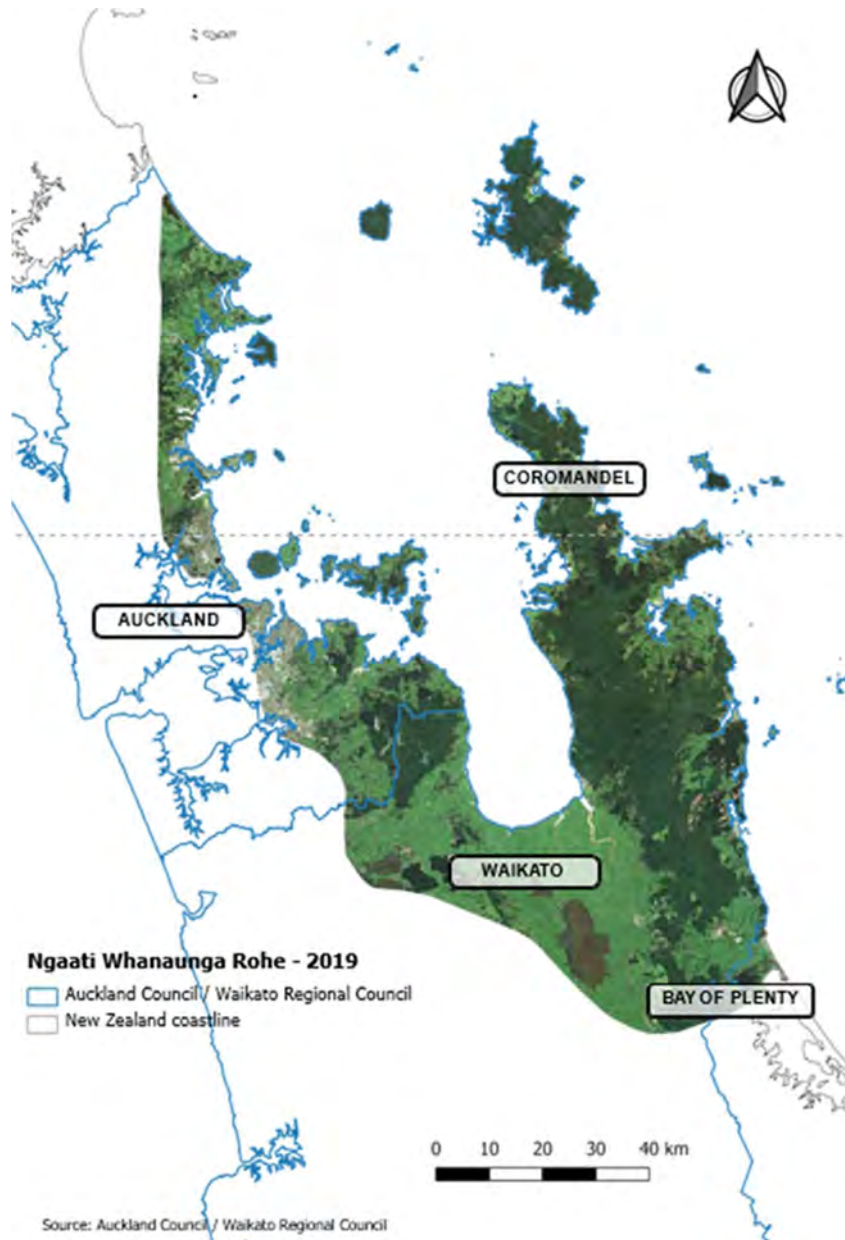 COROMANDEL
AUCKLAND
WAIKATO
Ngaati Whanaunga Rohe - 2019
Auckland Council / Waikato Regional Council
New Zealand coastline
BAY OF PLENTY
0 10 20 30 40 km
Source: Auckland Council / Waikato Regional Council